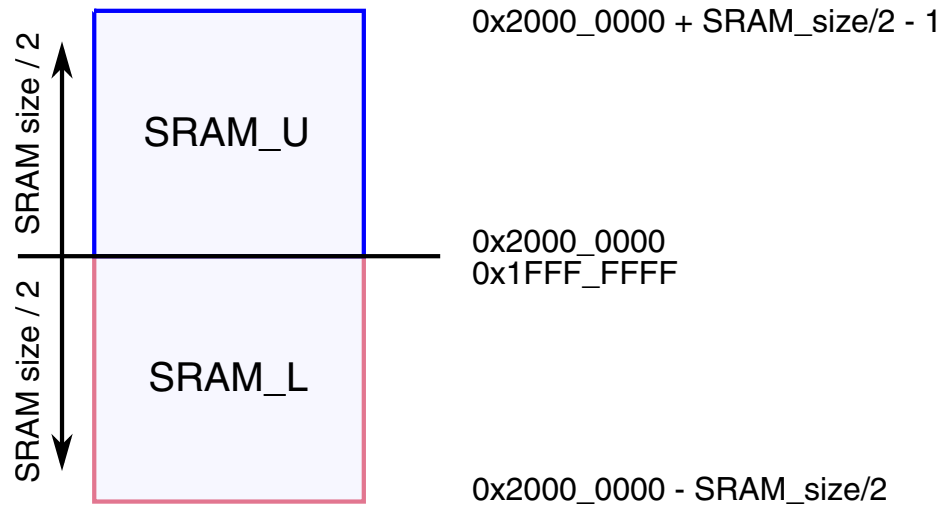 0x2000_0000 + SRAM_size/2 - 1
SRAM size / 2
SRAM_U
0x2000_0000
0x1FFF_FFFF
SRAM size / 2
SRAM_L
0x2000_0000 - SRAM_size/2